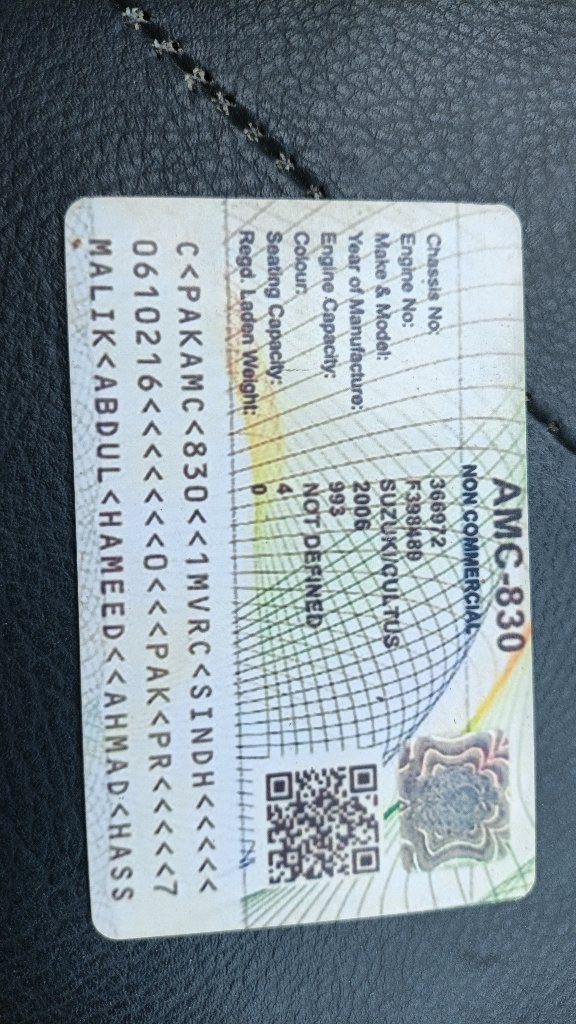 AMC-830
NON COMMERCIAL
Chassis No: 366972
Engine No: F398489
Make & Model: SUZUKI/CULTUS
Year of Manufacture: 2006
Engine Capacity: 993
Colour: NOT DEFINED
Seating Capacity: 4
Regd. Laden Weight: 0
C<PAKAMC<830<<1MVRC<SINDH<<<<<
0610216<<<<<<<0<<<PAK<PR<<<<<7
MALIK<ABDUL<HAMEED<<AHMAD<HASS